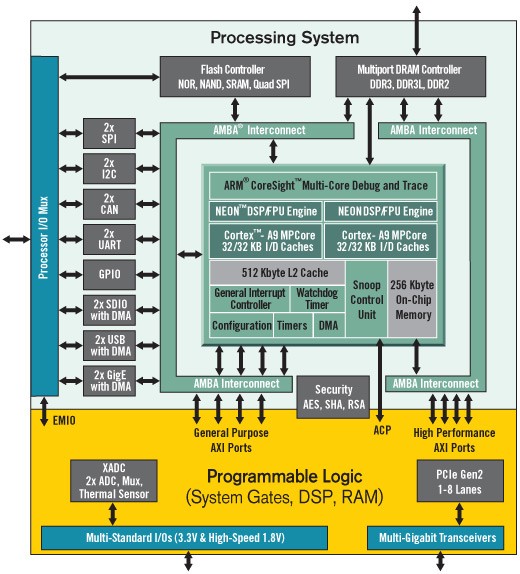 Processing System
Flash Controller
NOR, NAND, SRAM, Quad SPI
Multiport DRAM Controller
DDR3, DDR3L, DDR2
AMBA® Interconnect
AMBA Interconnect
Processor I/O Mux
2x
SPI
2x
I2C
2x
CAN
2x
UART
GPIO
2x SDIO
with DMA
2x USB
with DMA
2x GigE
with DMA
ARM® CoreSight™ Multi-Core Debug and Trace
NEON™ DSP/FPU Engine
NEON DSP/FPU Engine
Cortex™- A9 MPCore
32/32 KB I/D Caches
Cortex- A9 MPCore
32/32 KB I/D Caches
512 Kbyte L2 Cache
General Interrupt
Controller
Watchdog
Timer
Configuration
Timers
DMA
Snoop
Control
Unit
256 Kbyte
On-Chip
Memory
AMBA Interconnect
Security
AES, SHA, RSA
AMBA Interconnect
EMIO
General Purpose
AXI Ports
ACP
High Performance
AXI Ports
XADC
2x ADC, Mux,
Thermal Sensor
Programmable Logic
(System Gates, DSP, RAM)
PCIe Gen2
1-8 Lanes
Multi-Standard I/Os (3.3V & High-Speed 1.8V)
Multi-Gigabit Transceivers